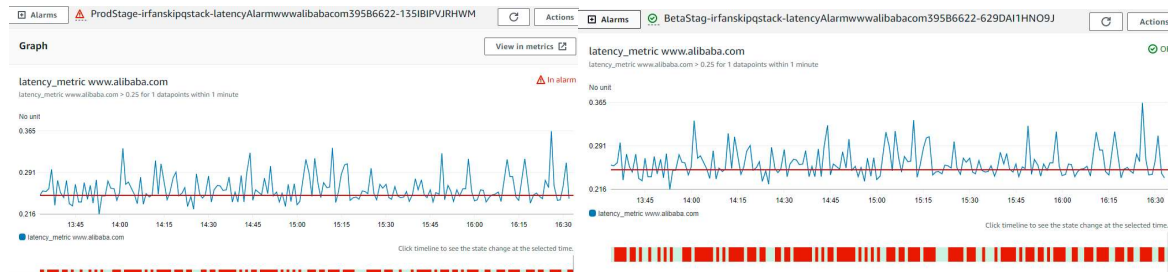 Alarms
ProdStage-irfanskipqstack-latencyAlarmwwwalibabacom395B6622-135IBIPVJRHWM
Actions
Graph
View in metrics
latency_metric www.alibaba.com
In alarm
latency_metric www.alibaba.com > 0.25 for 1 datapoints within 1 minute
No unit
0.365
0.291
0.216
13:45 14:00 14:15 14:30 14:45 15:00 15:15 15:30 15:45 16:00 16:15 16:30
latency_metric www.alibaba.com
Click timeline to see the state change at the selected time.
Alarms
BetaStag-irfanskipqstack-latencyAlarmwwwalibabacom395B6622-629DAI1HNO9J
Actions
latency_metric www.alibaba.com
latency_metric www.alibaba.com > 0.25 for 1 datapoints within 1 minute
No unit
0.365
0.291
0.216
13:45 14:00 14:15 14:30 14:45 15:00 15:15 15:30 15:45 16:00 16:15 16:30
latency_metric www.alibaba.com
Click timeline to see the state change at the selected time.